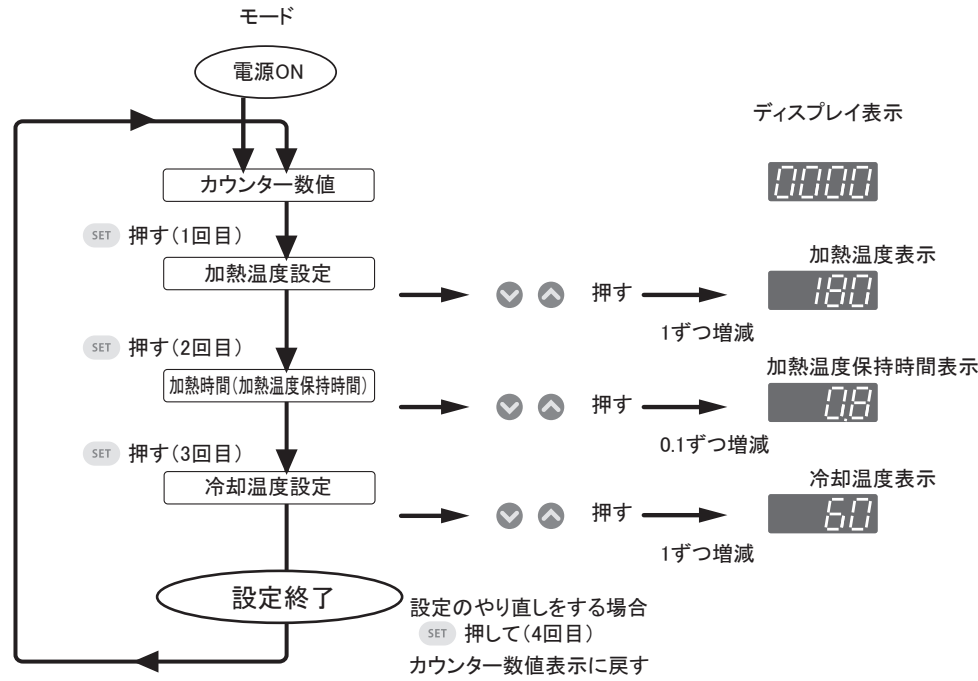 モード
電源ON
ディスプレイ表示
カウンター数値
0000
SET 押す(1回目)
加熱温度表示
加熱温度設定
押す
180
1ずつ増減
SET 押す(2回目)
加熱温度保持時間表示
加熱時間(加熱温度保持時間)
押す
0.8
0.1ずつ増減
SET 押す(3回目)
冷却温度表示
冷却温度設定
押す
60
1ずつ増減
設定終了
設定のやり直しをする場合
SET 押して(4回目)
カウンター数値表示に戻す